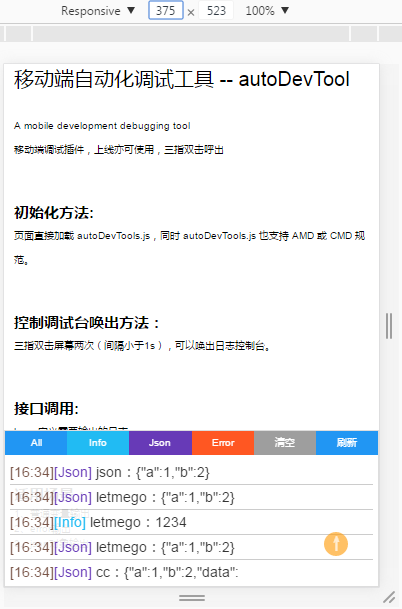 Responsive ▼ 375 × 523 100% ▼
移动端自动化调试工具 -- autoDevTool
A mobile development debugging tool
移动端调试插件，上线亦可使用，三指双击呼出
初始化方法:
页面直接加载 autoDevTools.js，同时 autoDevTools.js 也支持 AMD 或 CMD 规
范。
控制调试台唤出方法：
三指双击屏幕两次（间隔小于1s），可以唤出日志控制台。
接口调用:
All Info Json Error 清空 刷新
[16:34][Json] json：{"a":1,"b":2}
[16:34][Json] letmego：{"a":1,"b":2}
[16:34][Info] letmego：1234
[16:34][Json] letmego：{"a":1,"b":2}
[16:34][Json] cc：{"a":1,"b":2,"data":